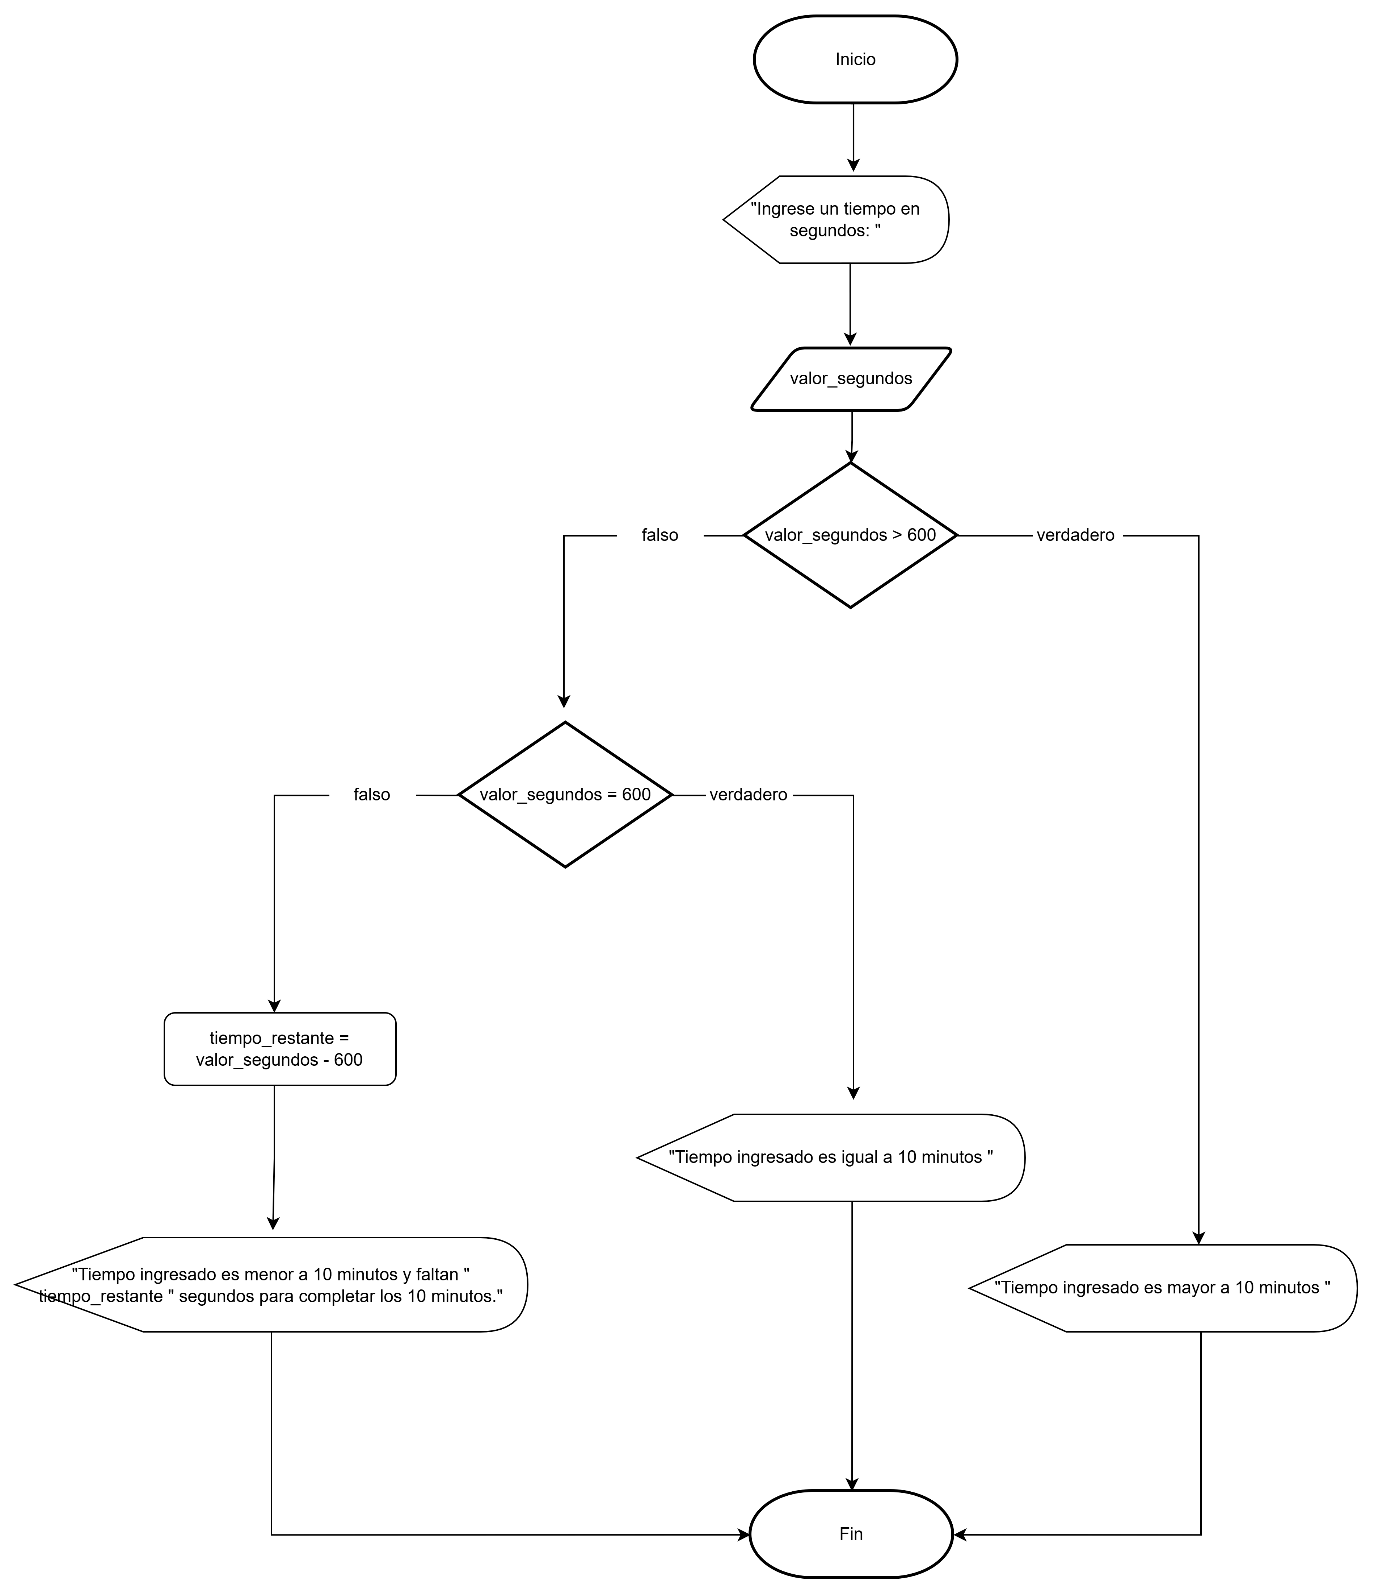 Inicio
"Ingrese un tiempo en
segundos: "
valor_segundos
falso
valor_segundos > 600
verdadero
falso
valor_segundos = 600
verdadero
tiempo_restante =
valor_segundos - 600
"Tiempo ingresado es igual a 10 minutos "
"Tiempo ingresado es menor a 10 minutos y faltan "
tiempo_restante " segundos para completar los 10 minutos."
"Tiempo ingresado es mayor a 10 minutos "
Fin